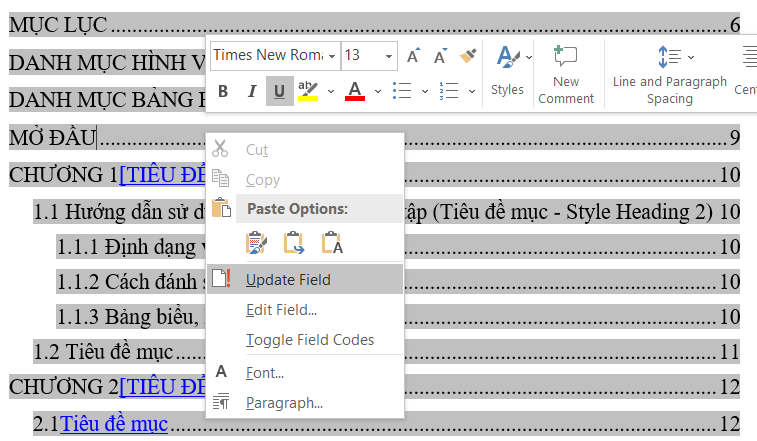 MỤC LỤC ........ 6
DANH MỤC HÌNH V
DANH MỤC BẢNG
MỞ ĐẦU ........ 9
CHƯƠNG 1[TIÊU ĐỀ ........ 10
1.1 Hướng dẫn sử d ập (Tiêu đề mục - Style Heading 2) 10
1.1.1 Định dạng v ........ 10
1.1.2 Cách đánh s ........ 10
1.1.3 Bảng biểu, ........ 10
1.2 Tiêu đề mục ........ 11
CHƯƠNG 2[TIÊU ĐỀ ........ 12
2.1Tiêu đề mục ........ 12
Times New Roma 13 A A A
B I U ab A
Styles
New
Comment
Line and Paragraph
Spacing
Cent
Cut
Copy
Paste Options:
A
Update Field
Edit Field...
Toggle Field Codes
A Font...
Paragraph...